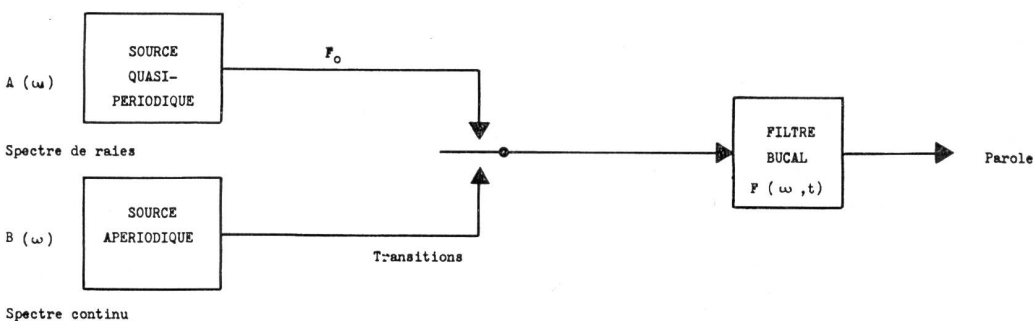 SOURCE
QUASI-
PERIODIQUE
A (ω)
F₀
Spectre de raies
SOURCE
APERIODIQUE
B (ω)
Transitions
Spectre continu
FILTRE
BUCAL
F ( ω ,t)
Parole